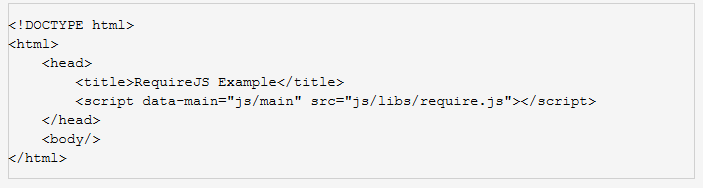 <!DOCTYPE html>
<html>
    <head>
        <title>RequireJS Example</title>
        <script data-main="js/main" src="js/libs/require.js"></script>
    </head>
    <body/>
</html>